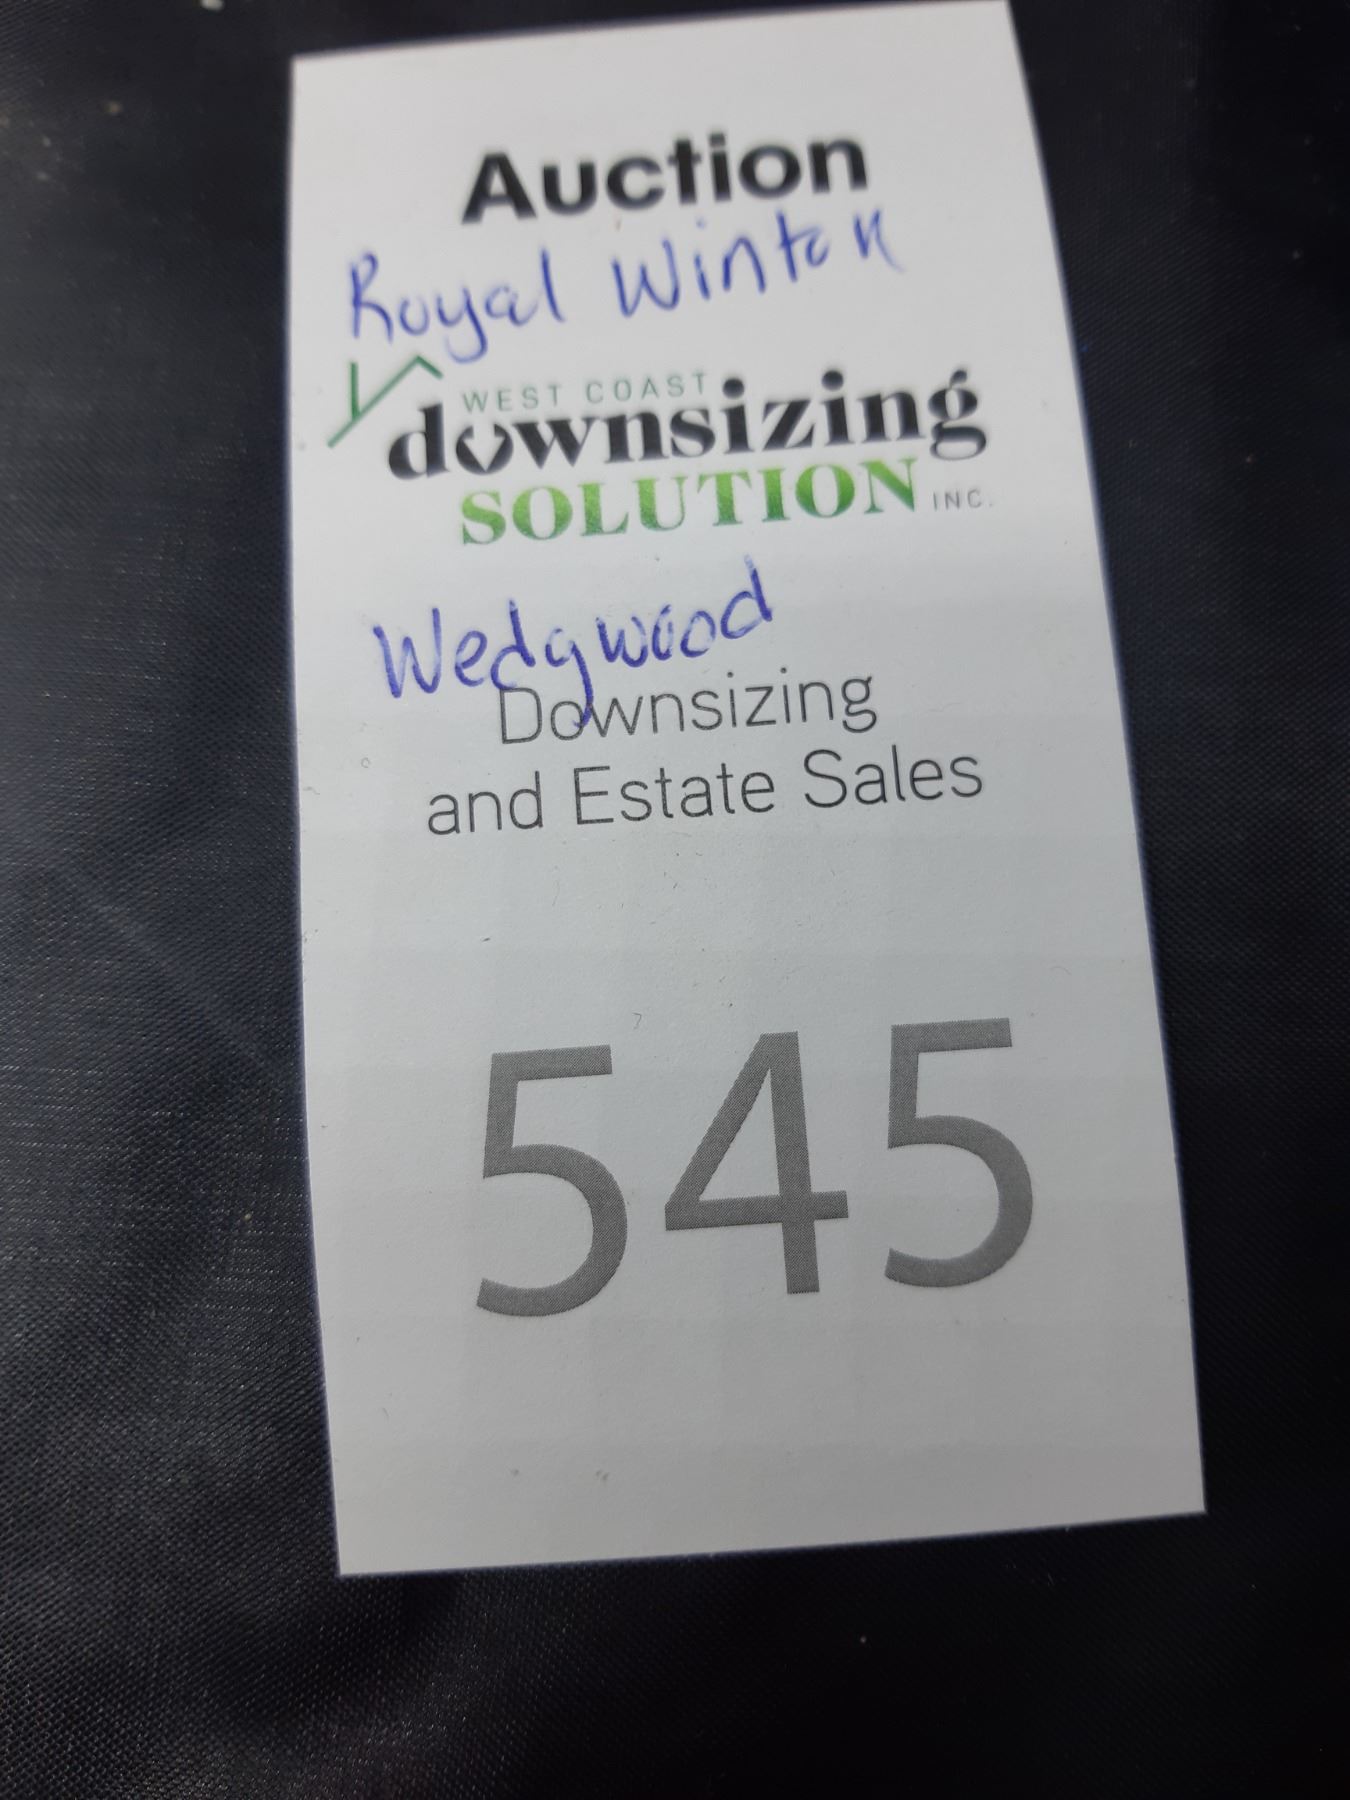 Auction
Royal Winton
WEST COAST
downsizing
SOLUTION INC.
Wedgwood
Downsizing
and Estate Sales
545